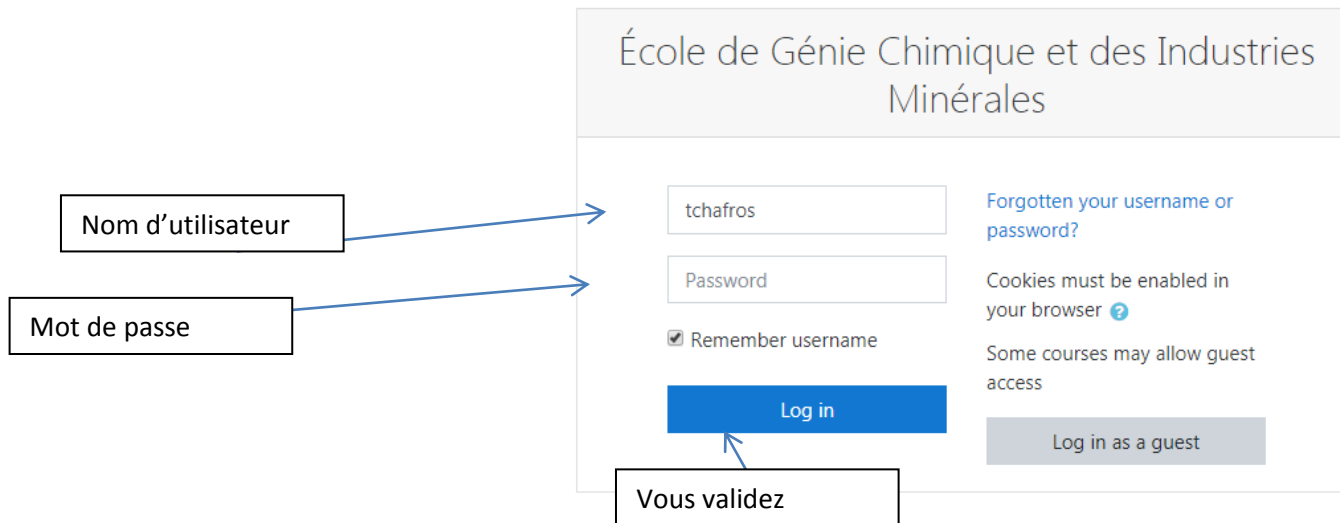 École de Génie Chimique et des Industries
Minérales
Nom d’utilisateur
Mot de passe
tchafros
Password
Remember username
Log in
Vous validez
Forgotten your username or
password?
Cookies must be enabled in
your browser ?
Some courses may allow guest
access
Log in as a guest